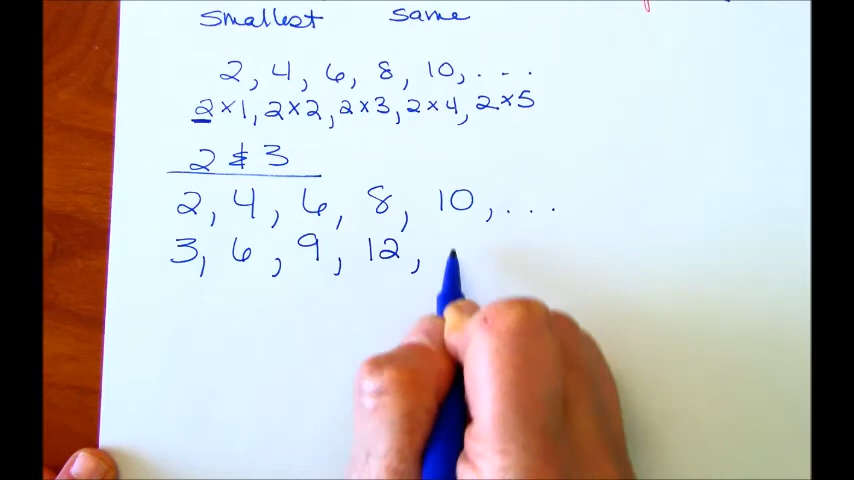 smallest same
2, 4, 6, 8, 10, . . .
2×1, 2×2, 2×3, 2×4, 2×5
2 & 3
2, 4, 6, 8, 10, . . .
3, 6, 9, 12,